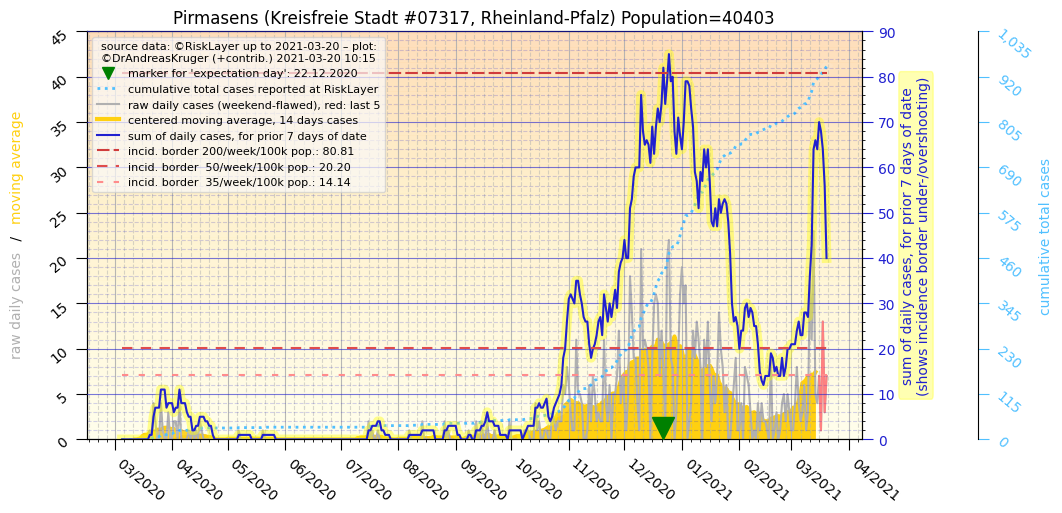 Pirmasens (Kreisfreie Stadt #07317, Rheinland-Pfalz) Population=40403
source data: ©RiskLayer up to 2021-03-20 – plot:
©DrAndreasKruger (+contrib.) 2021-03-20 10:15
marker for 'expectation day': 22.12.2020
cumulative total cases reported at RiskLayer
raw daily cases (weekend-flawed), red: last 5
centered moving average, 14 days cases
sum of daily cases, for prior 7 days of date
incid. border 200/week/100k pop.: 80.81
incid. border  50/week/100k pop.: 20.20
incid. border  35/week/100k pop.: 14.14
raw daily cases / moving average
45
40
35
30
25
20
15
10
5
0
03/2020
04/2020
05/2020
06/2020
07/2020
08/2020
09/2020
10/2020
11/2020
12/2020
01/2021
02/2021
03/2021
04/2021
90
80
70
60
50
40
30
20
10
0
sum of daily cases, for prior 7 days of date
(shows incidence border under-/overshooting)
1,035
920
805
690
575
460
345
230
115
0
cumulative total cases